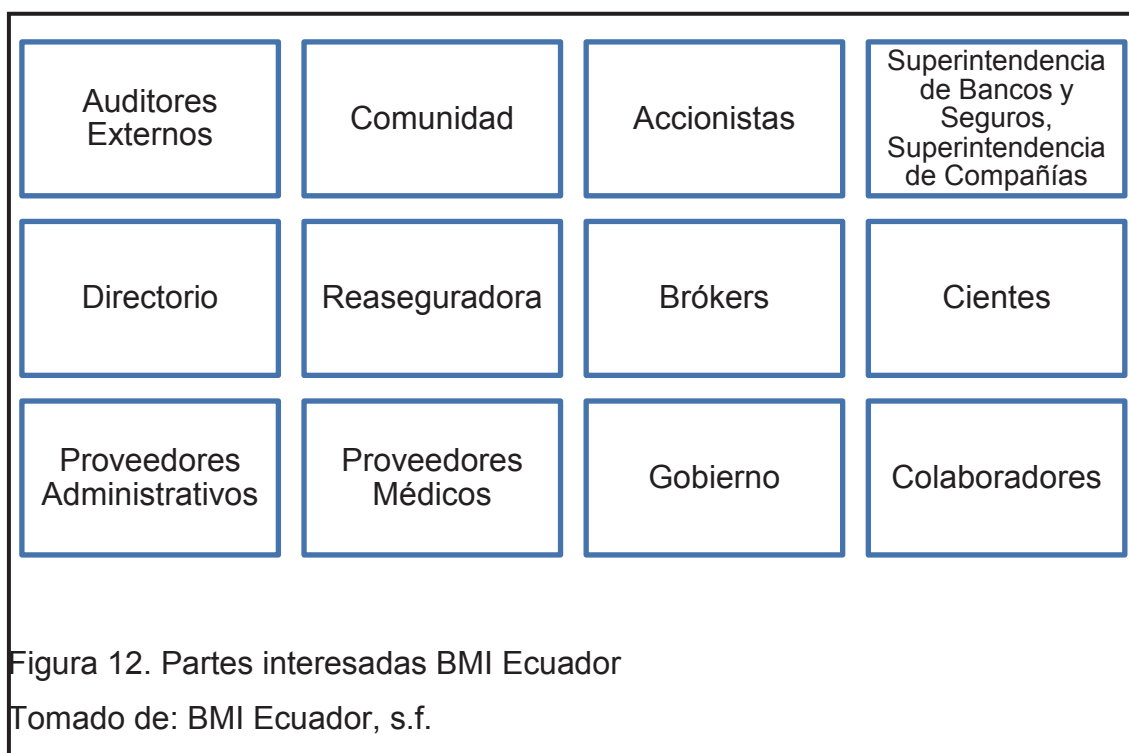 Auditores
Externos
Comunidad
Accionistas
Superintendencia
de Bancos y
Seguros,
Superintendencia
de Compañías
Directorio
Reaseguradora
Brókers
Cientes
Proveedores
Administrativos
Proveedores
Médicos
Gobierno
Colaboradores
Figura 12. Partes interesadas BMI Ecuador
Tomado de: BMI Ecuador, s.f.